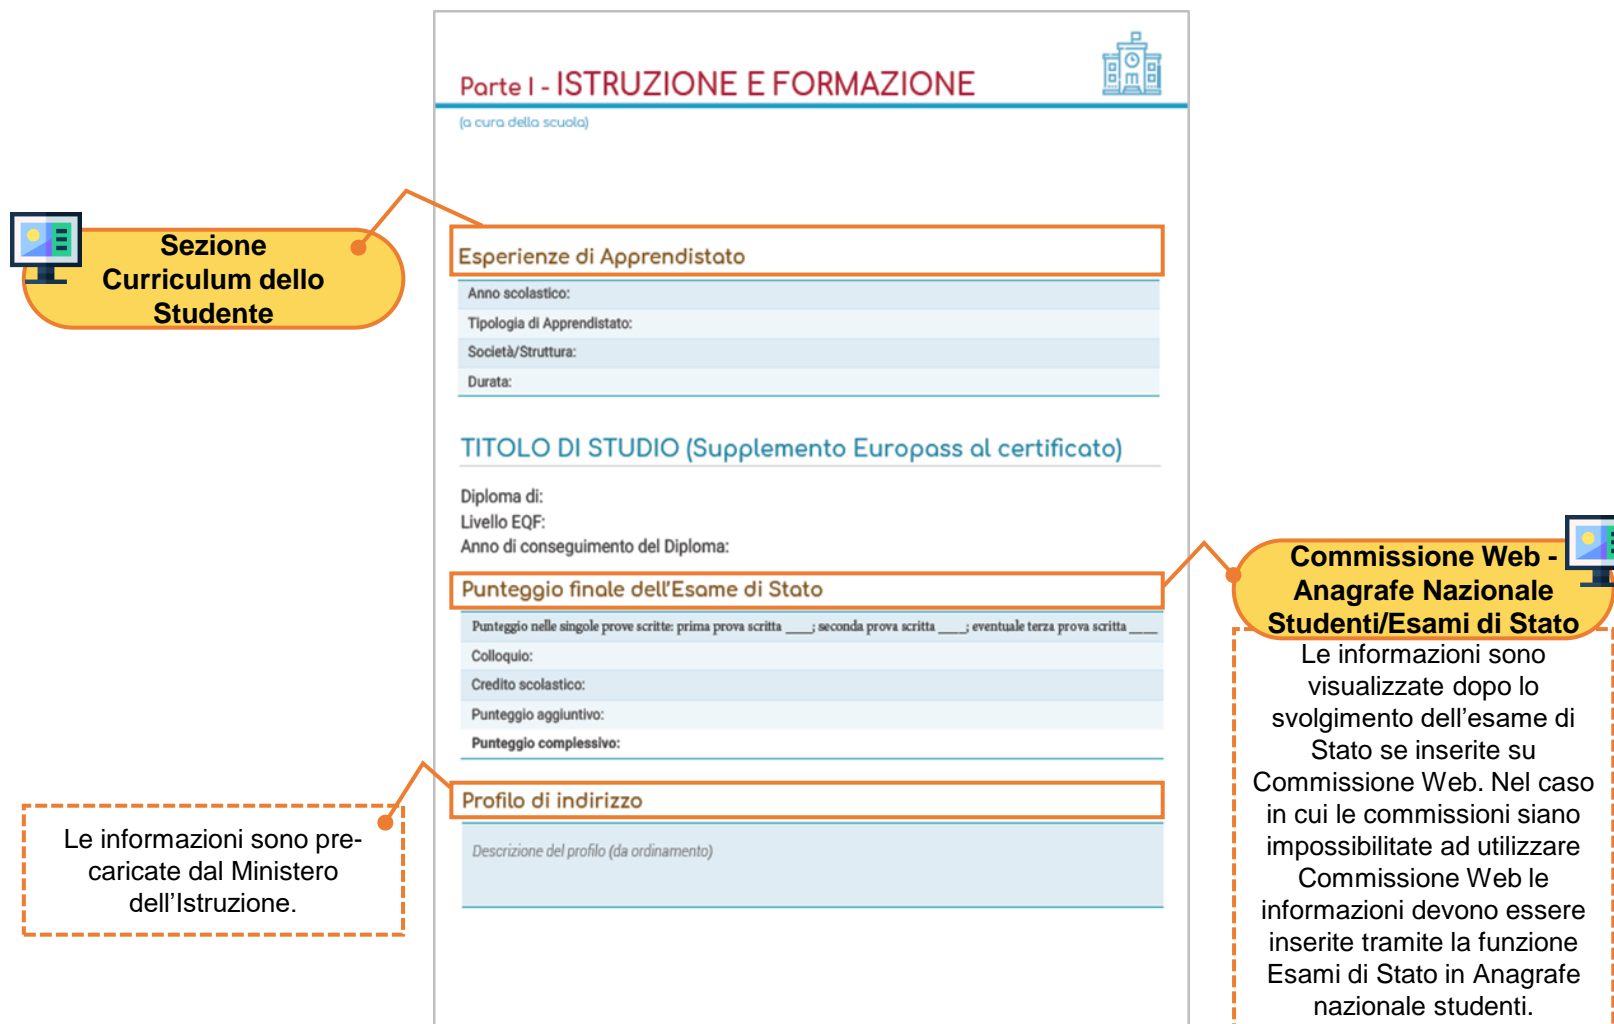 Parte I - ISTRUZIONE E FORMAZIONE
(a cura della scuola)
Sezione
Curriculum dello
Studente
Esperienze di Apprendistato
Anno scolastico:
Tipologia di Apprendistato:
Società/Struttura:
Durata:
TITOLO DI STUDIO (Supplemento Europass al certificato)
Diploma di:
Livello EQF:
Anno di conseguimento del Diploma:
Punteggio finale dell'Esame di Stato
Punteggio nelle singole prove scritte: prima prova scritta ____; seconda prova scritta ____; eventuale terza prova scritta ____
Colloquio:
Credito scolastico:
Punteggio aggiuntivo:
Punteggio complessivo:
Profilo di indirizzo
Descrizione del profilo (da ordinamento)
Le informazioni sono pre-
caricate dal Ministero
dell'Istruzione.
Commissione Web -
Anagrafe Nazionale
Studenti/Esami di Stato
Le informazioni sono
visualizzate dopo lo
svolgimento dell'esame di
Stato se inserite su
Commissione Web. Nel caso
in cui le commissioni siano
impossibilitate ad utilizzare
Commissione Web le
informazioni devono essere
inserite tramite la funzione
Esami di Stato in Anagrafe
nazionale studenti.